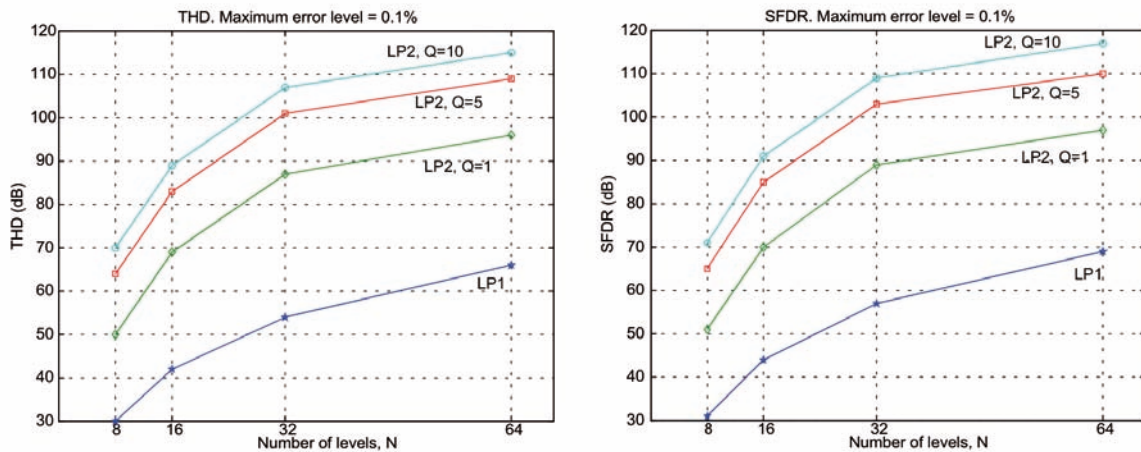 THD. Maximum error level = 0.1%
120
110
100
90
80
70
60
50
40
30
THD (dB)
LP2, Q=10
LP2, Q=5
LP2, Q=1
LP1
8 16 32 64
Number of levels, N
SFDR. Maximum error level = 0.1%
120
110
100
90
80
70
60
50
40
30
SFDR (dB)
LP2, Q=10
LP2, Q=5
LP2, Q=1
LP1
8 16 32 64
Number of levels, N